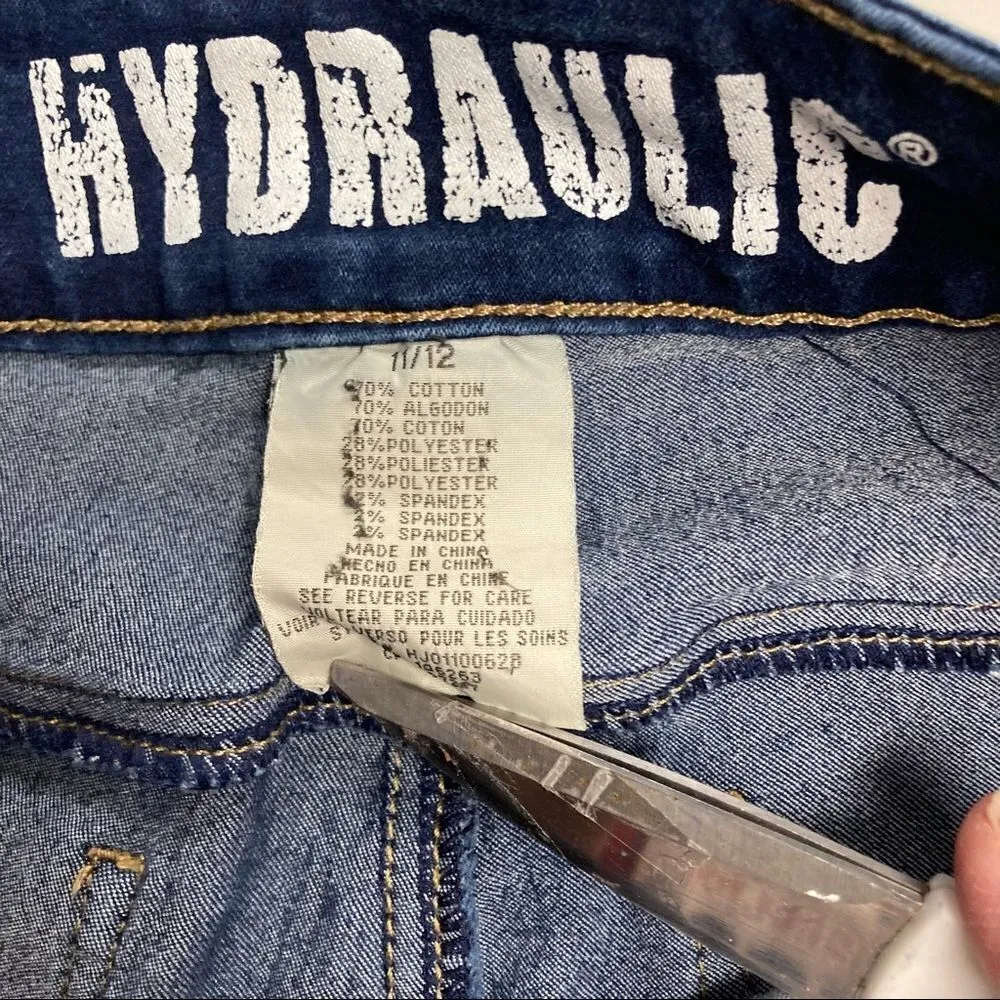 HYDRAULIC®
11/12
70% COTTON
70% ALGODON
70% COTON
28%POLYESTER
28%POLIESTER
28%POLYESTER
2% SPANDEX
2% SPANDEX
2% SPANDEX
MADE IN CHINA
HECHO EN CHINA
FABRIQUE EN CHINE
SEE REVERSE FOR CARE
VOLTEAR PARA CUIDADO
VOIR POUR LES SOINS